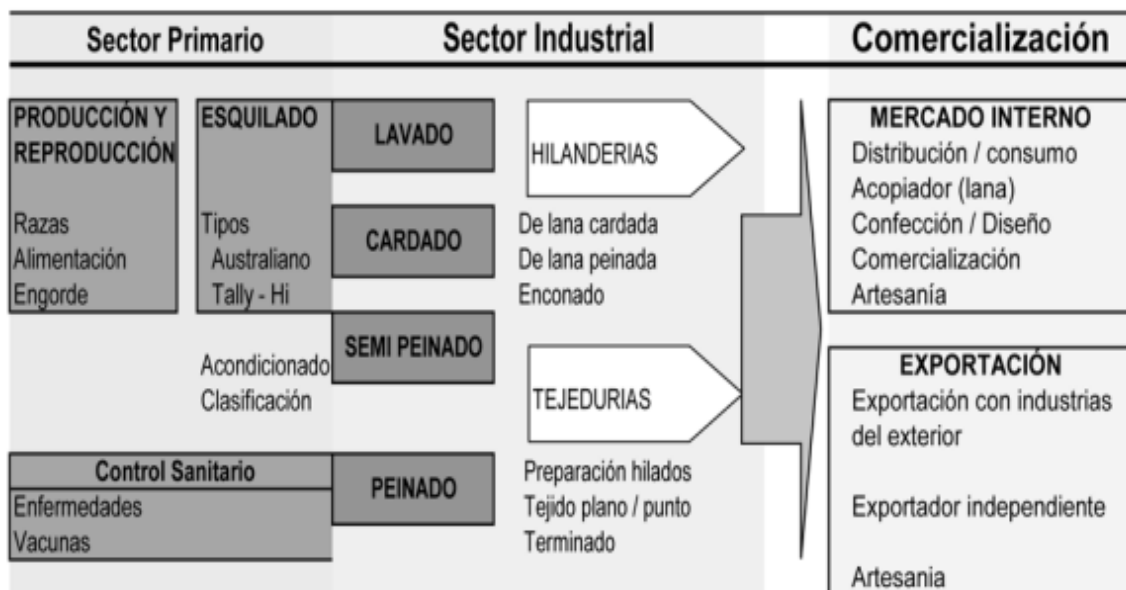 Sector Primario
Sector Industrial
Comercialización
PRODUCCIÓN Y
REPRODUCCIÓN
Razas
Alimentación
Engorde
ESQUILADO
Tipos
Australiano
Tally - Hi
Acondicionado
Clasificación
Control Sanitario
Enfermedades
Vacunas
LAVADO
CARDADO
SEMI PEINADO
PEINADO
HILANDERIAS
De lana cardada
De lana peinada
Enconado
TEJEDURIAS
Preparación hilados
Tejido plano / punto
Terminado
MERCADO INTERNO
Distribución / consumo
Acopiador (lana)
Confección / Diseño
Comercialización
Artesanía
EXPORTACIÓN
Exportación con industrias
del exterior
Exportador independiente
Artesania